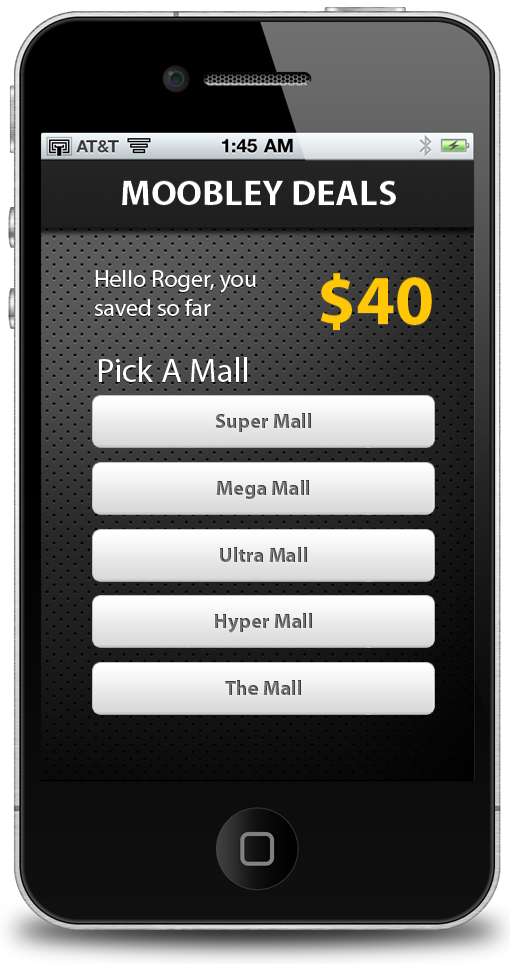 AT&T 1:45 AM
MOOBLEY DEALS
Hello Roger, you
saved so far
$40
Pick A Mall
Super Mall
Mega Mall
Ultra Mall
Hyper Mall
The Mall